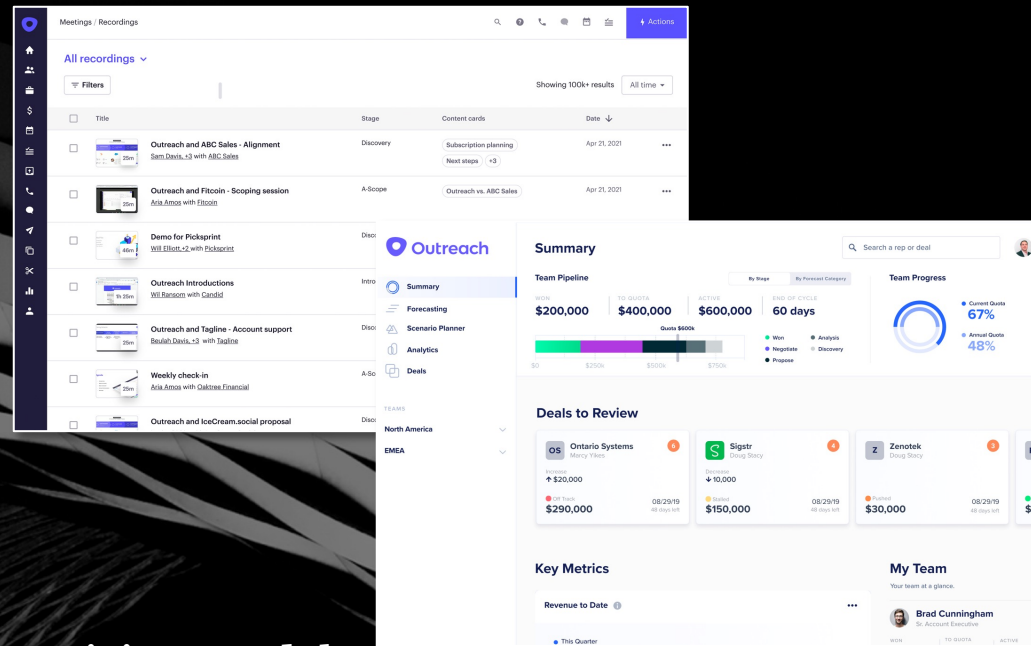 Meetings / Recordings
Actions
All recordings
Filters
Showing 100k+ results
All time
Title
Stage
Content cards
Date
25m
Outreach and ABC Sales - Alignment
Sam Davis, +3 with ABC Sales
Discovery
Subscription planning
Next steps
+3
Apr 21, 2021
25m
Outreach and Fitcoin - Scoping session
Aria Amos with Fitcoin
A-Scope
Outreach vs. ABC Sales
Apr 21, 2021
46m
Demo for Picksprint
Will Elliott,+2 with Picksprint
Disco
1h 25m
Outreach Introductions
Wil Ransom with Candid
Intro
25m
Outreach and Tagline - Account support
Beulah Davis, +3 with Tagline
Disco
25m
Weekly check-in
Aria Amos with Oaktree Financial
A-Sc
Outreach and IceCream.social proposal
Disco
Outreach
Summary
Forecasting
Scenario Planner
Analytics
Deals
TEAMS
North America
EMEA
Summary
Search a rep or deal
Team Pipeline
By Stage
By Forecast Category
WON
TO QUOTA
ACTIVE
END OF CYCLE
$200,000
$400,000
$600,000
60 days
Quota $600k
$0
$250k
$500k
$750k
Won
Analysis
Negotiate
Discovery
Propose
Team Progress
Current Quota
67%
Annual Quota
48%
Deals to Review
OS
Ontario Systems
Marcy Yikes
5
Increase
$20,000
Off Track
$290,000
08/29/19
48 days left
S
Sigstr
Doug Stacy
4
Decrease
10,000
Stalled
$150,000
08/29/19
48 days left
Z
Zenotek
Doug Stacy
3
Pushed
$30,000
08/29/19
48 days left
$
Key Metrics
Revenue to Date
This Quarter
My Team
Your team at a glance.
Brad Cunningham
Sr. Account Executive
WON
TO QUOTA
ACTIVE